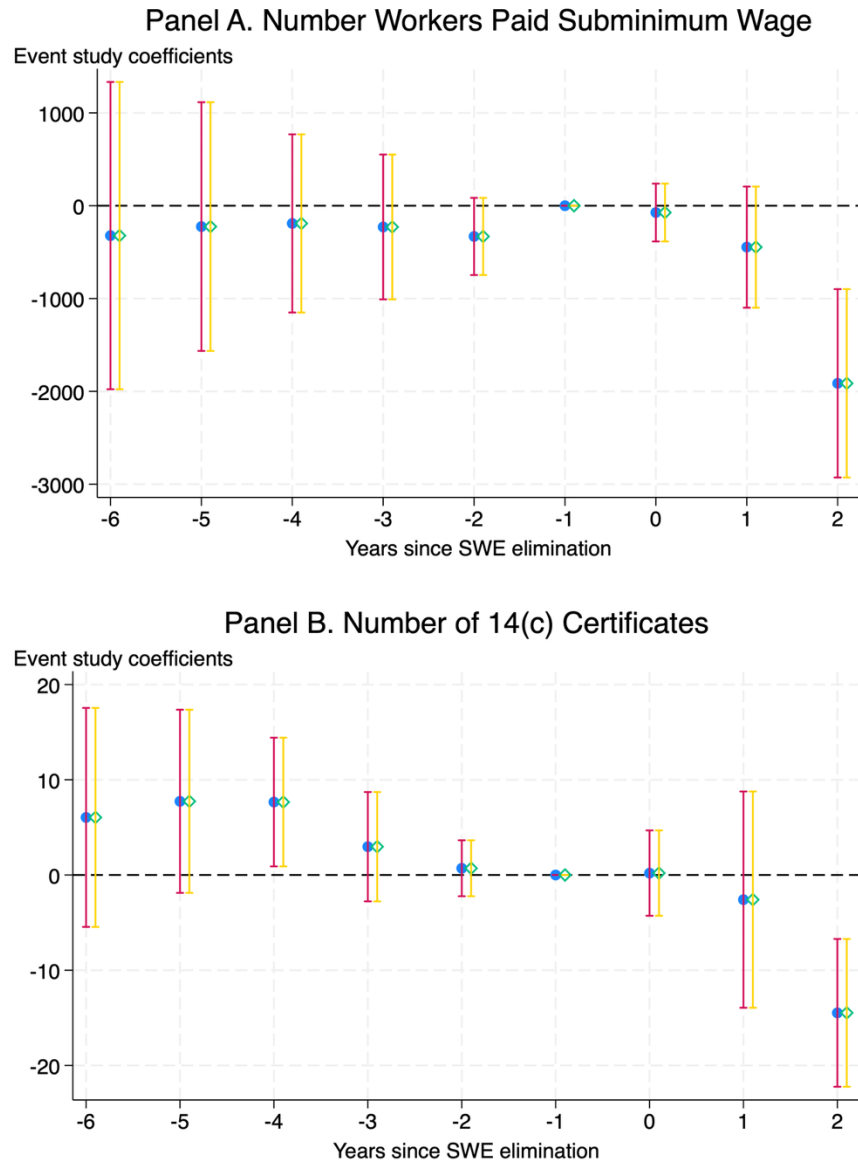 Panel A. Number Workers Paid Subminimum Wage
Event study coefficients
1000
0
-1000
-2000
-3000
-6 -5 -4 -3 -2 -1 0 1 2
Years since SWE elimination
Panel B. Number of 14(c) Certificates
Event study coefficients
20
10
0
-10
-20
-6 -5 -4 -3 -2 -1 0 1 2
Years since SWE elimination